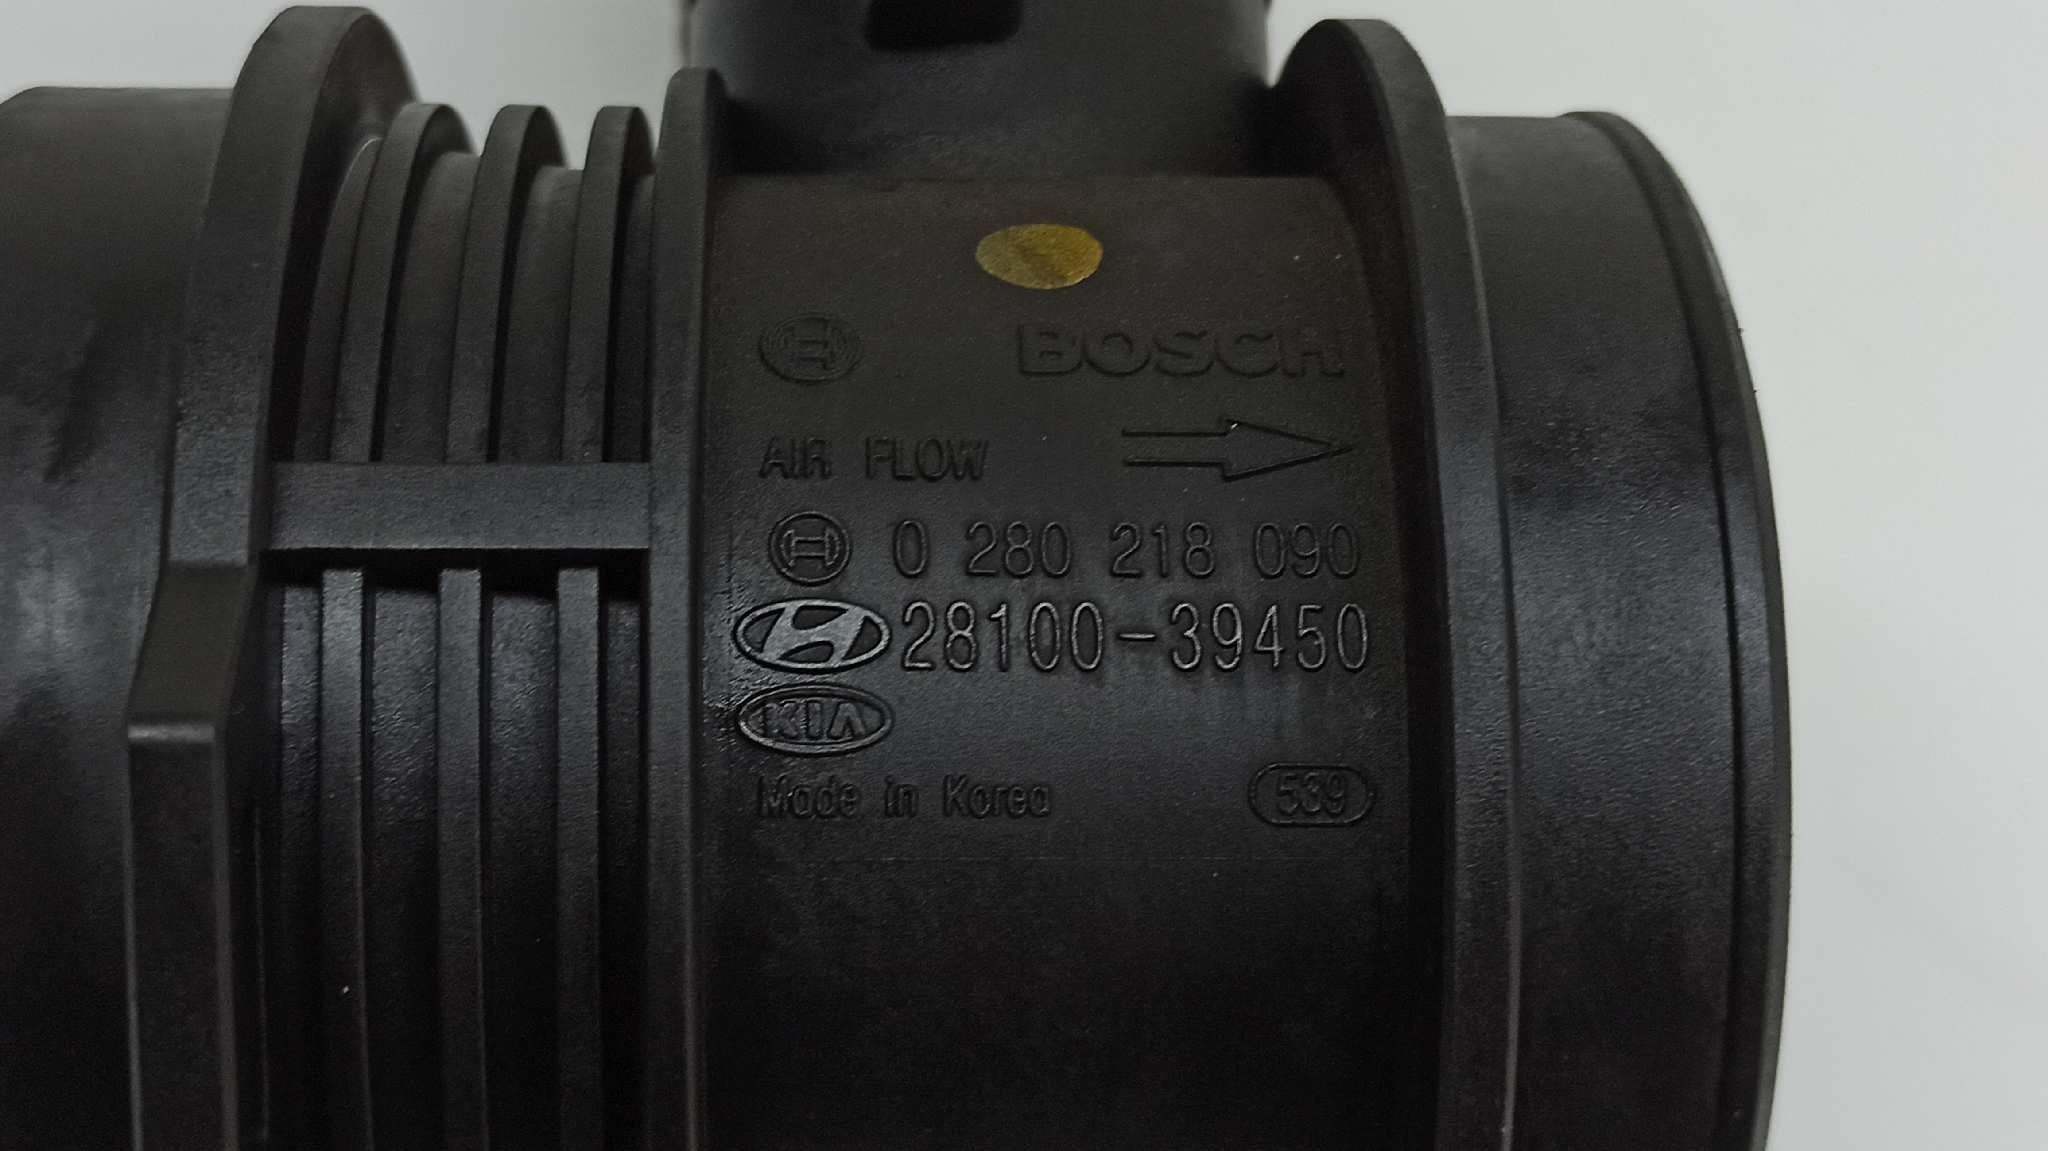 BOSCH
AIR FLOW
0 280 218 090
28100-39450
KIA
Made in Korea 539